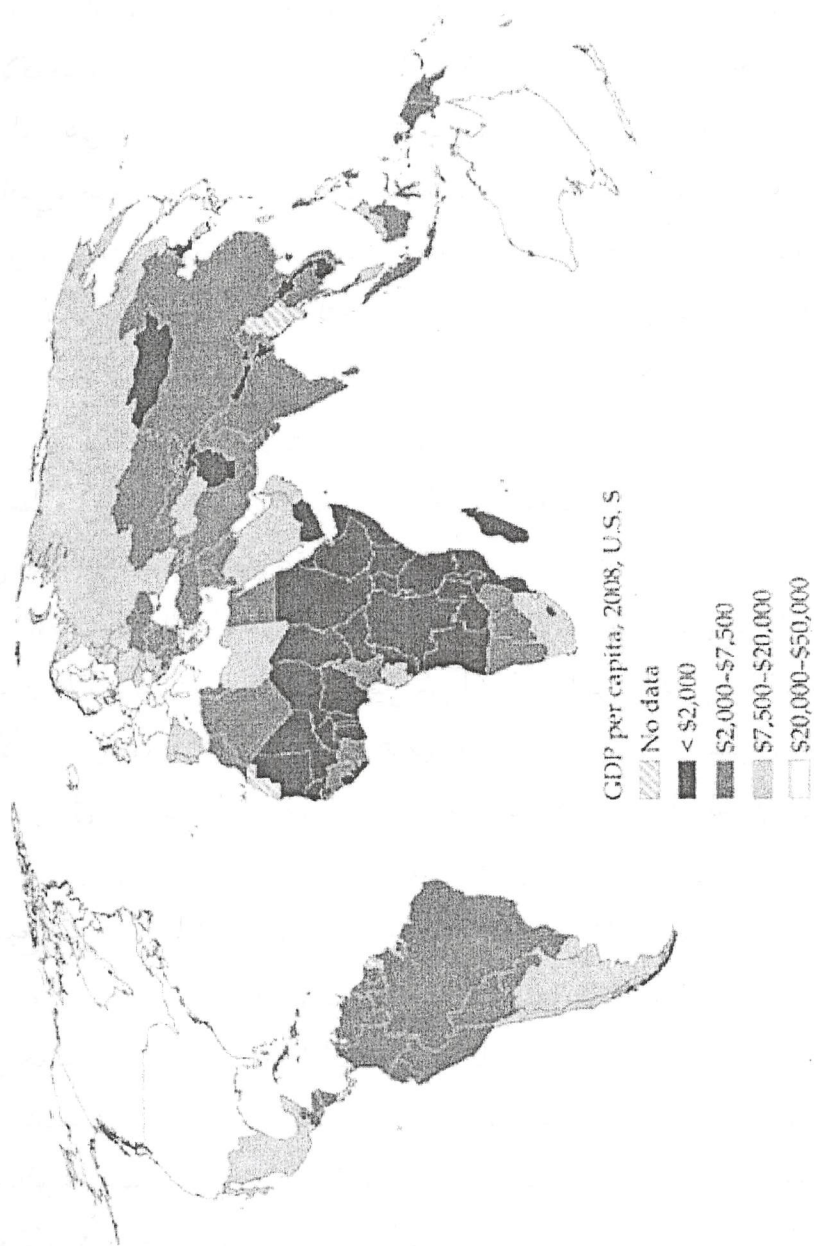 GDP per capita, 2008, U.S. $
No data
< $2,000
$2,000–$7,500
$7,500–$20,000
$20,000–$50,000